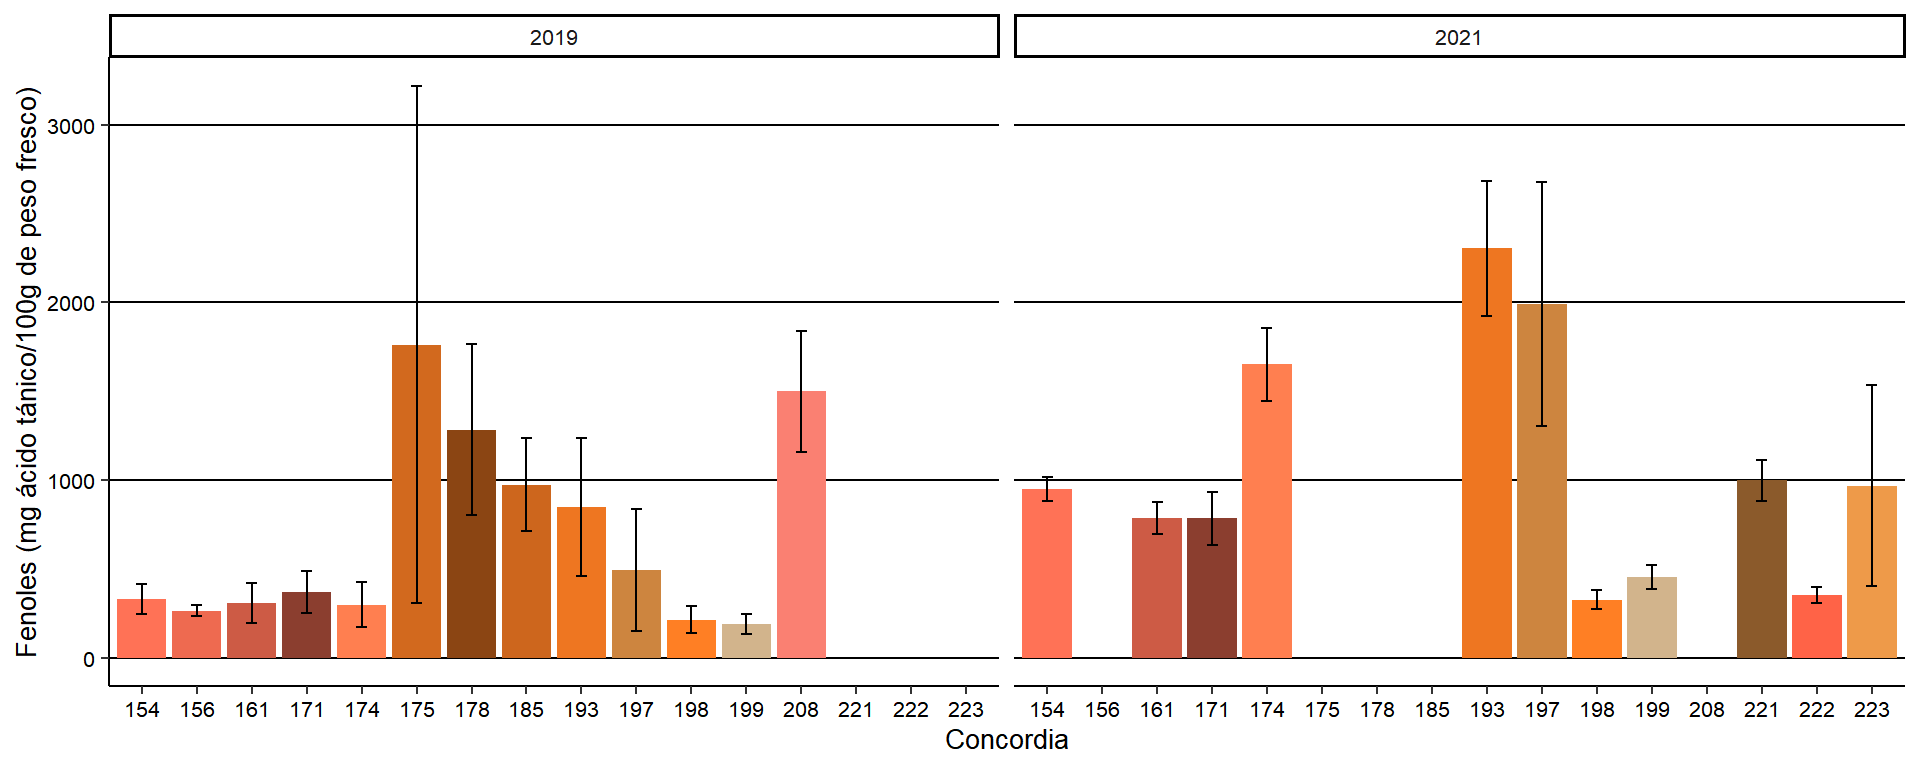 2019 2021
Fenoles (mg ácido tánico/100g de peso fresco)
3000
2000
1000
0
154 156 161 171 174 175 178 185 193 197 198 199 208 221 222 223 154 156 161 171 174 175 178 185 193 197 198 199 208 221 222 223
Concordia